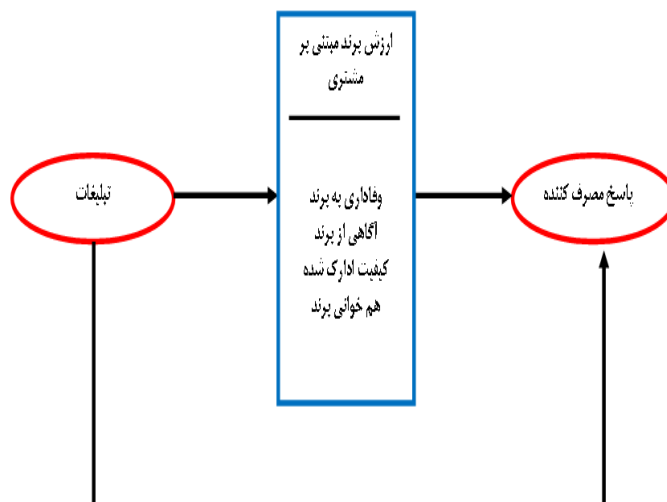 ارزش برند مبتنی بر
مشتری
تبلیغات
وفاداری به برند
آگاهی از برند
کیفیت ادارک شده
هم خوانی برند
پاسخ مصرف کننده